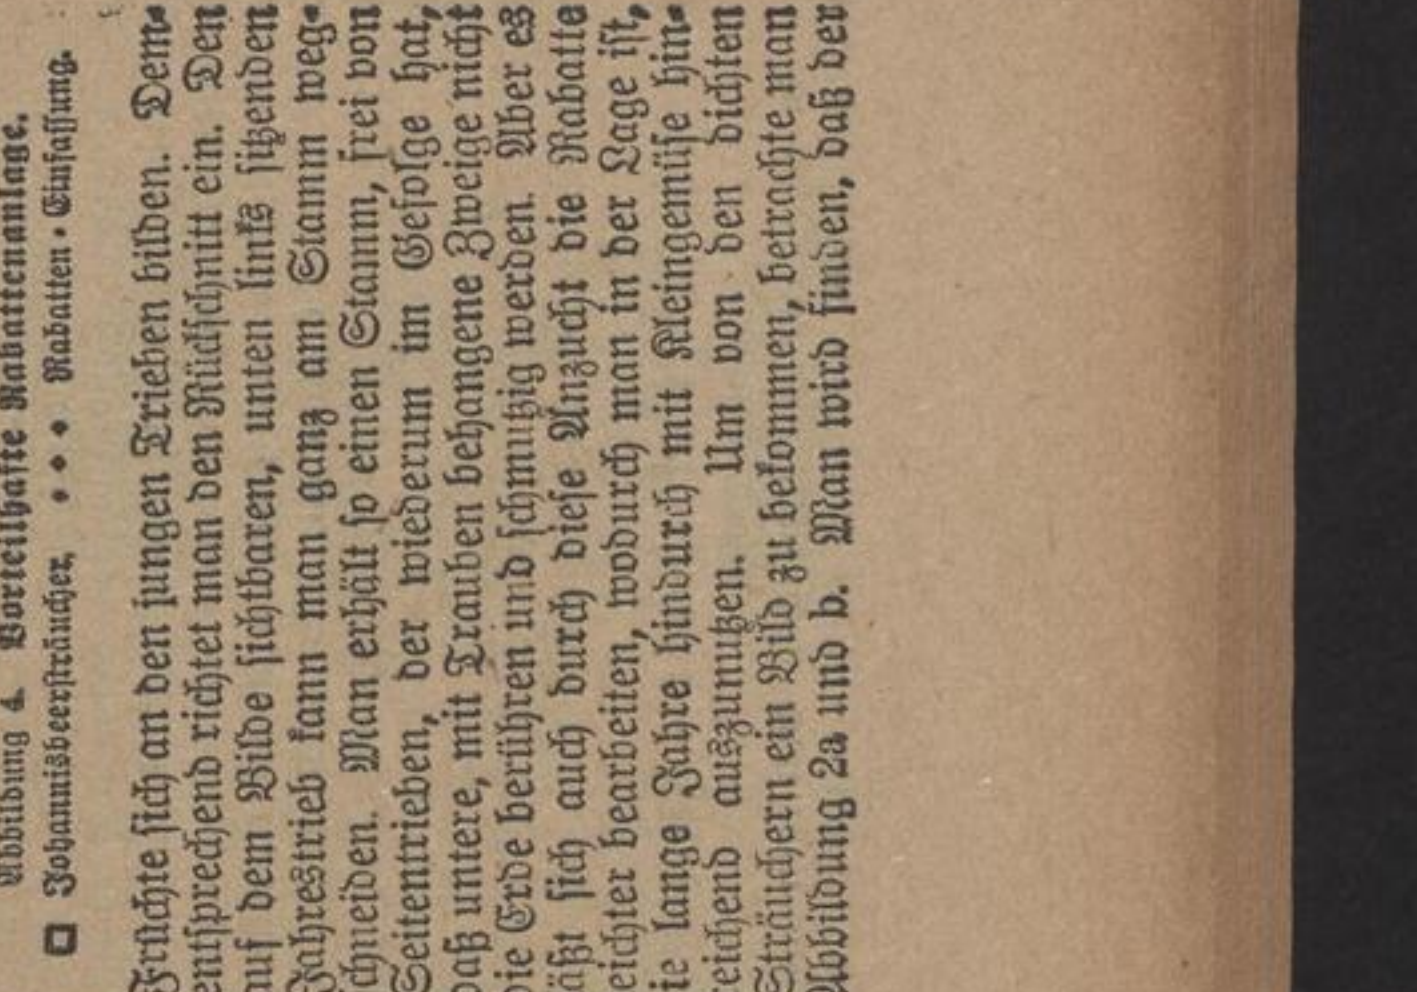 Abbildung 4. Vorteilhafte Rabattenanlage.
Johannisbeersträucher, Rabatten-Einfassung.
Früchte sich an den jungen Trieben bilden. Dem-
entsprechend richtet man den Rückschnitt ein. Den
auf dem Bilde sichtbaren, unten links sitzenden
Jahrestrieb kann man ganz am Stamm weg-
schneiden. Man erhält so einen Stamm, frei von
Seitentrieben, der wiederum im Gefolge hat,
daß untere, mit Trauben behangene Zweige nicht
die Erde berühren und schmutzig werden. Aber es
läßt sich auch durch diese Anzucht die Rabatte
leichter bearbeiten, wodurch man in der Lage ist,
sie lange Jahre hindurch mit Kleingemüse hin-
reichend auszunutzen. Um von den dichten
Sträuchern ein Bild zu bekommen, betrachte man
Abbildung 2a und b. Man wird finden, daß der